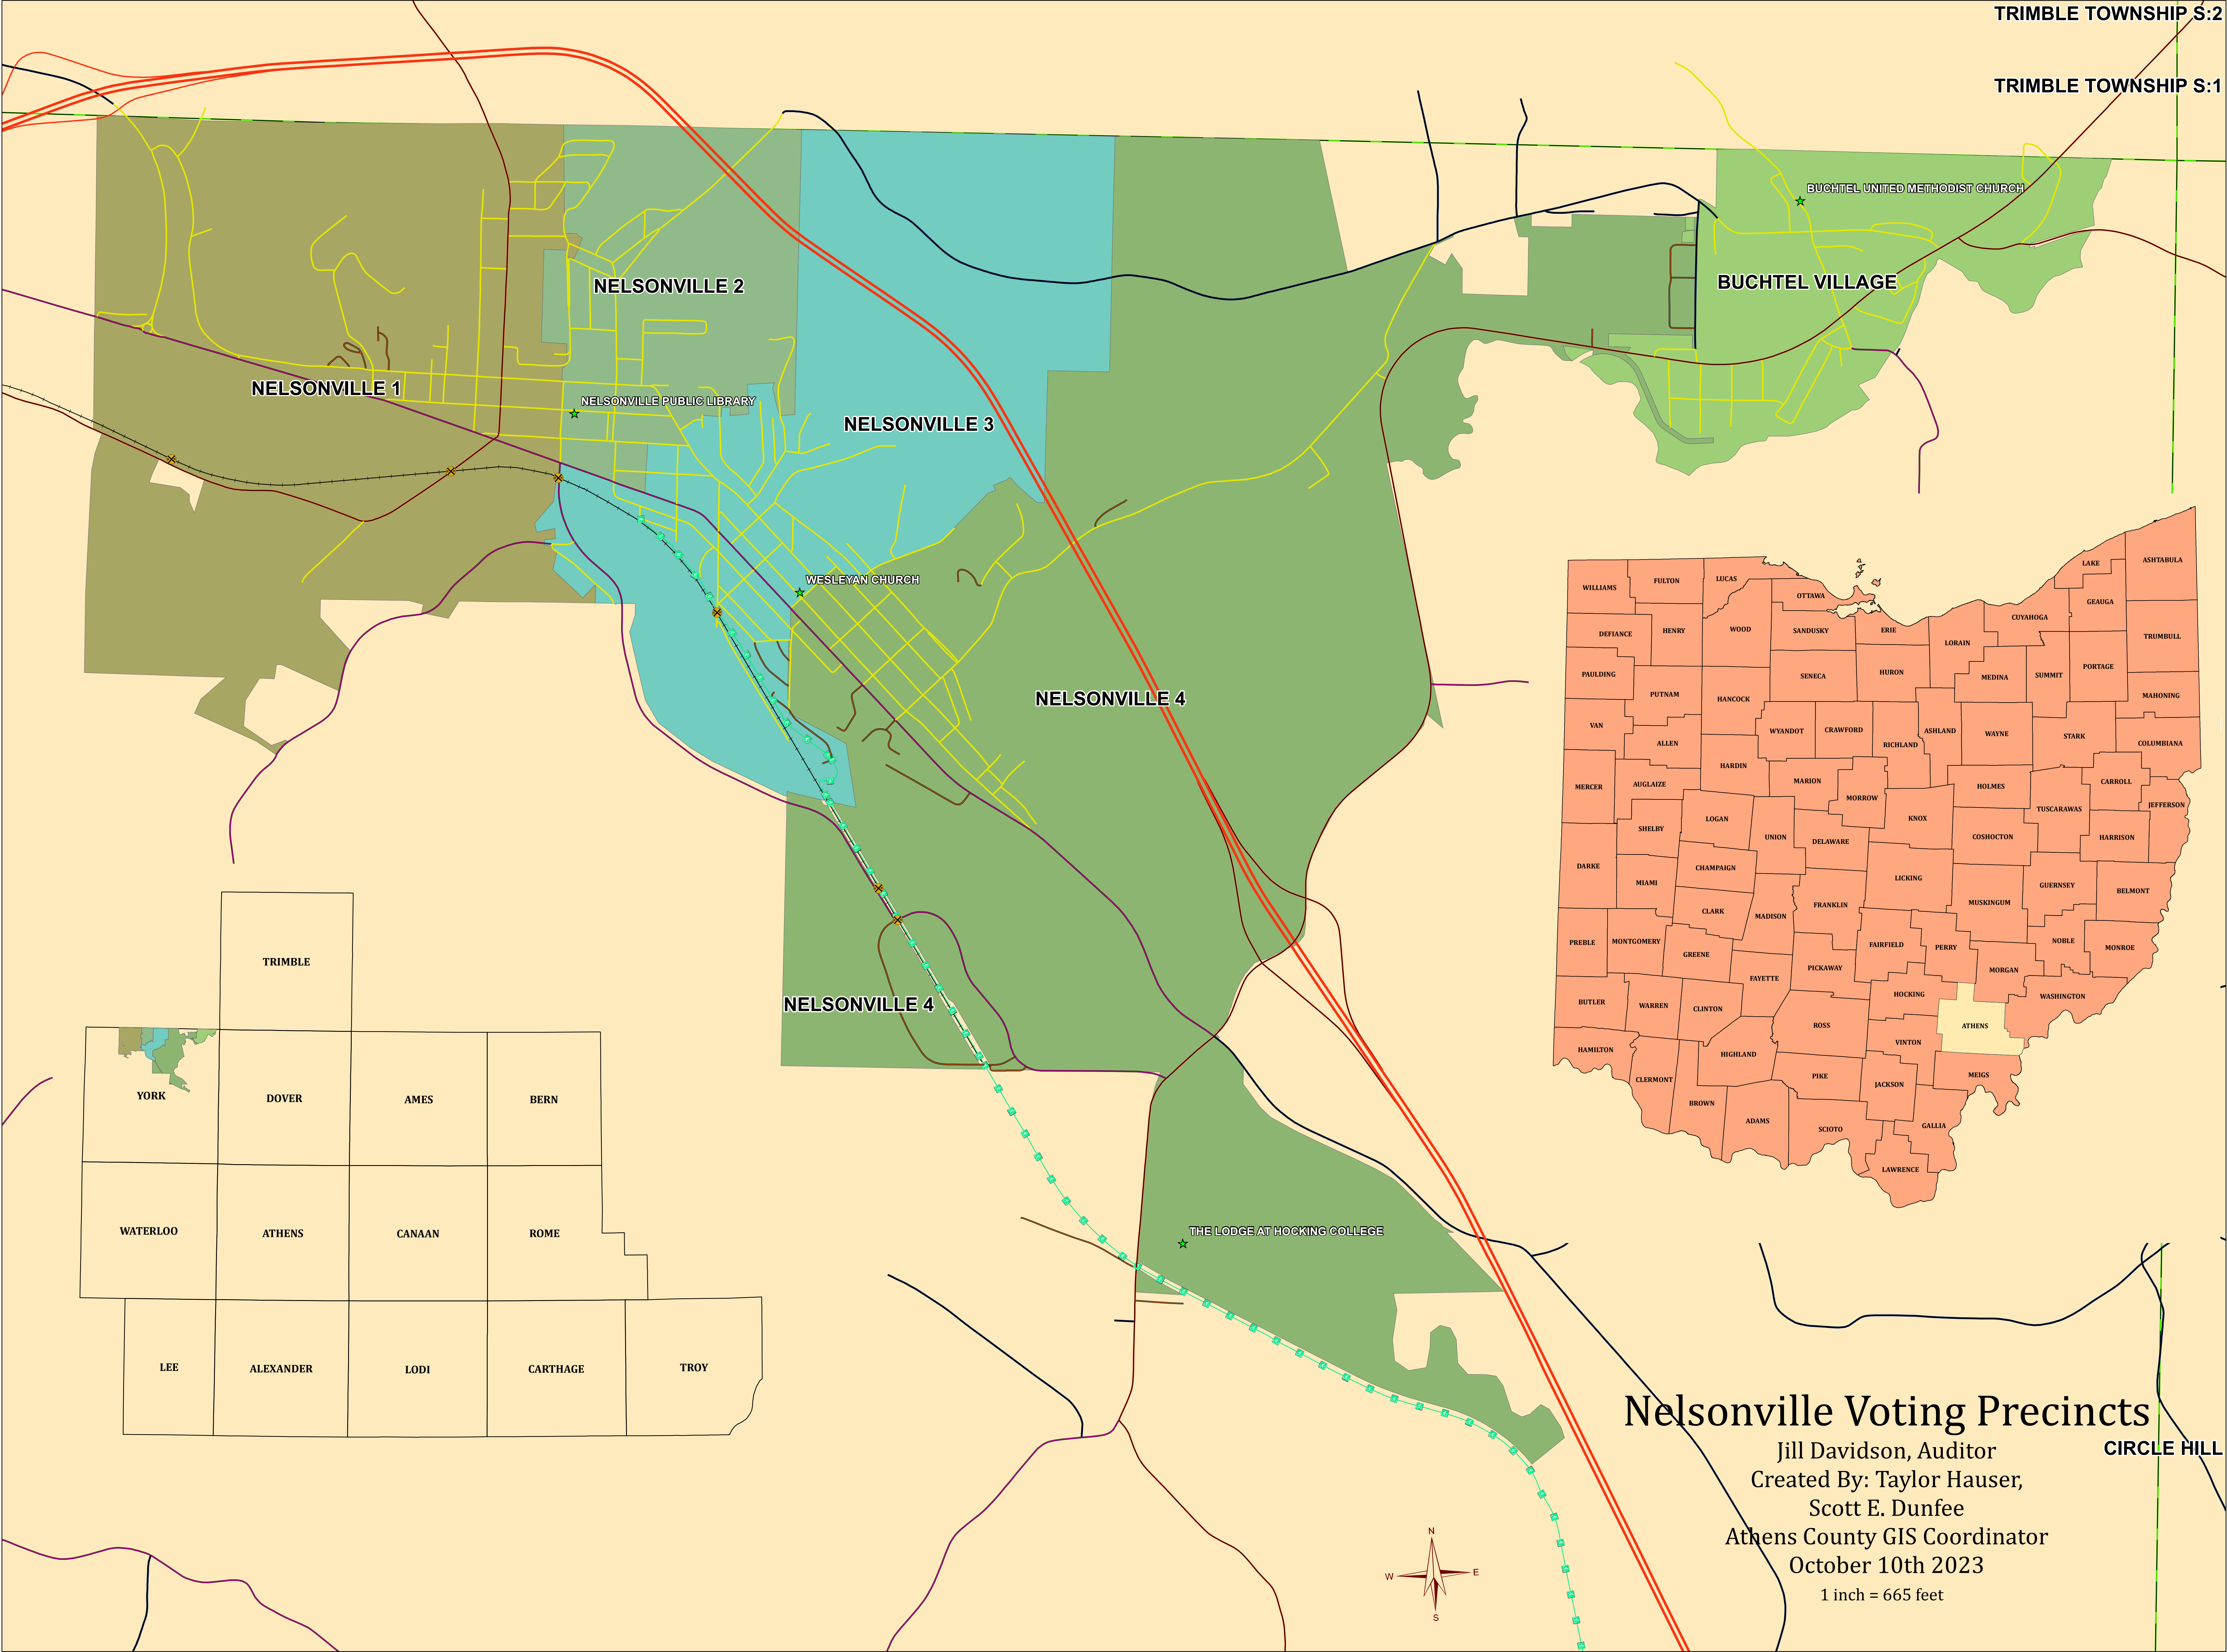 TRIMBLE TOWNSHIP S:2
TRIMBLE TOWNSHIP S:1
BUCHTEL UNITED METHODIST CHURCH
NELSONVILLE 2
BUCHTEL VILLAGE
NELSONVILLE 1
NELSONVILLE PUBLIC LIBRARY
NELSONVILLE 3
WESLEYAN CHURCH
NELSONVILLE 4
NELSONVILLE 4
THE LODGE AT HOCKING COLLEGE
TRIMBLE
YORK
DOVER
AMES
BERN
WATERLOO
ATHENS
CANAAN
ROME
LEE
ALEXANDER
LODI
CARTHAGE
TROY
WILLIAMS
FULTON
LUCAS
OTTAWA
LAKE
ASHTABULA
GEAUGA
CUYAHOGA
DEFIANCE
HENRY
WOOD
SANDUSKY
ERIE
LORAIN
TRUMBULL
PAULDING
PUTNAM
HANCOCK
SENECA
HURON
MEDINA
SUMMIT
PORTAGE
MAHONING
VAN
ALLEN
WYANDOT
CRAWFORD
RICHLAND
ASHLAND
WAYNE
STARK
COLUMBIANA
MERCER
AUGLAIZE
HARDIN
MARION
MORROW
HOLMES
TUSCARAWAS
CARROLL
JEFFERSON
SHELBY
LOGAN
UNION
DELAWARE
KNOX
COSHOCTON
HARRISON
DARKE
MIAMI
CHAMPAIGN
LICKING
GUERNSEY
BELMONT
CLARK
MADISON
FRANKLIN
MUSKINGUM
PREBLE
MONTGOMERY
GREENE
FAYETTE
PICKAWAY
FAIRFIELD
PERRY
MORGAN
NOBLE
MONROE
BUTLER
WARREN
CLINTON
ROSS
HOCKING
ATHENS
WASHINGTON
HAMILTON
CLERMONT
HIGHLAND
PIKE
VINTON
MEIGS
BROWN
ADAMS
SCIOTO
JACKSON
GALLIA
LAWRENCE
Nelsonville Voting Precincts
Jill Davidson, Auditor
Created By: Taylor Hauser,
Scott E. Dunfee
Athens County GIS Coordinator
October 10th 2023
1 inch = 665 feet
CIRCLE HILL
N
W
E
S